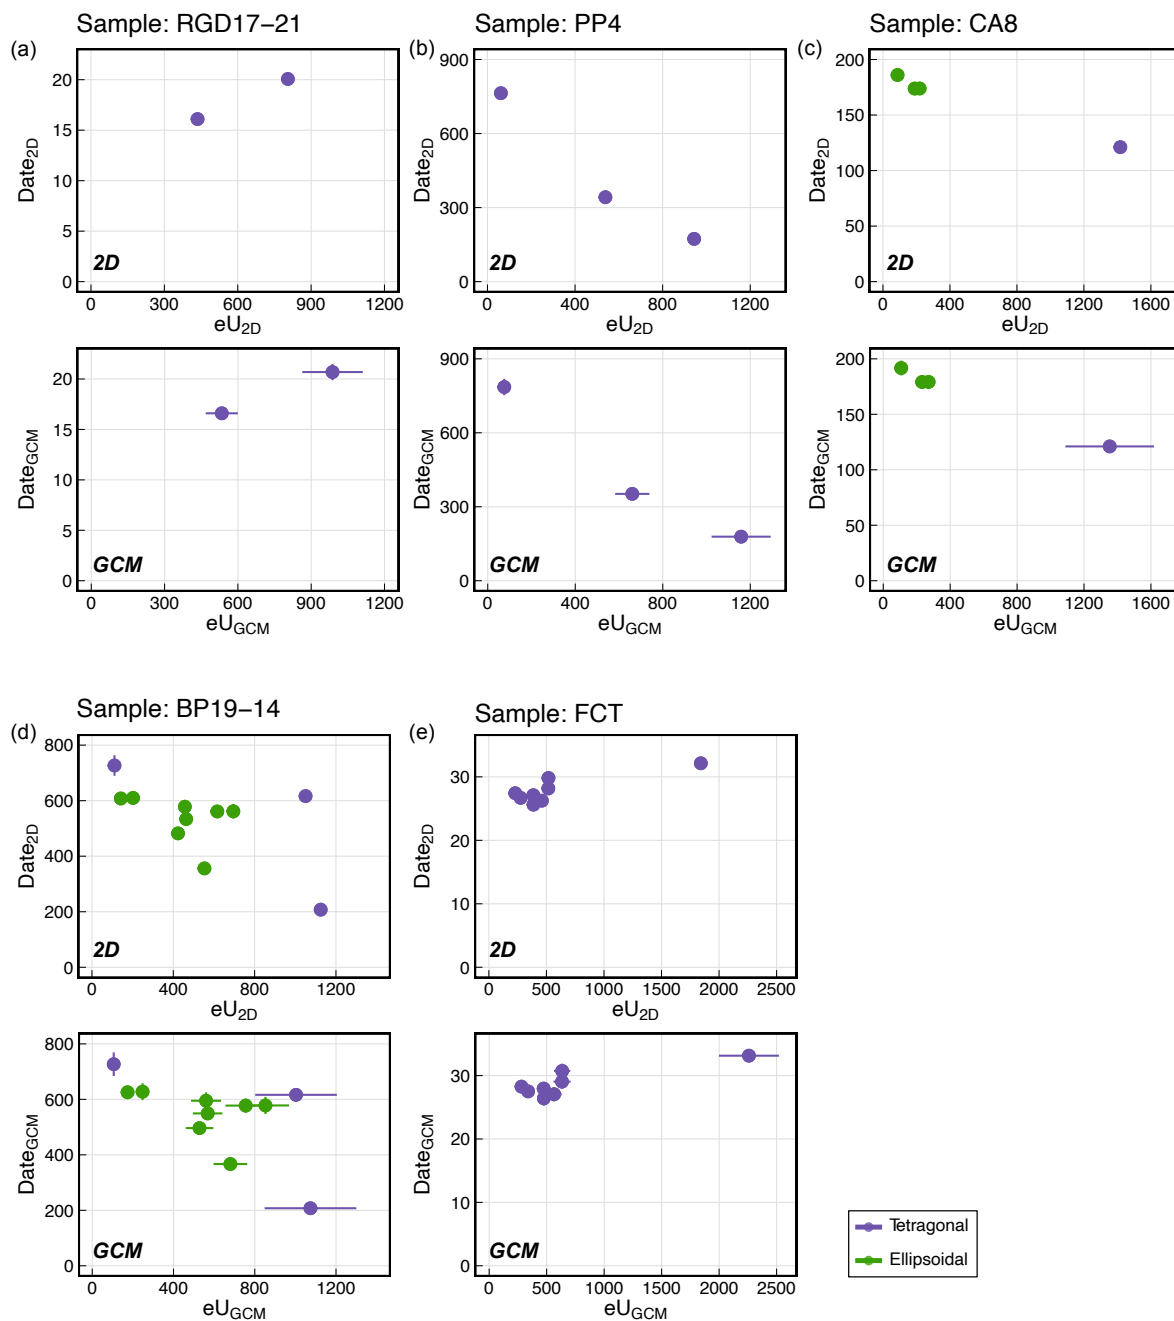 Sample: RGD17−21
Sample: PP4
Sample: CA8
(a)
(b)
(c)
Date2D
20
15
10
5
0
2D
0 300 600 900 1200
eU2D
Date2D
900
600
300
0
0 400 800 1200
eU2D
Date2D
200
150
100
50
0
2D
0 400 800 1200 1600
eU2D
DateGCM
20
15
10
5
0
GCM
0 300 600 900 1200
eUGCM
DateGCM
900
600
300
0
GCM
0 400 800 1200
eUGCM
DateGCM
200
150
100
50
0
GCM
0 400 800 1200 1600
eUGCM
Sample: BP19−14
Sample: FCT
(d)
(e)
Date2D
800
600
400
200
0
2D
0 400 800 1200
eU2D
Date2D
30
20
10
0
2D
0 500 1000 1500 2000 2500
eU2D
DateGCM
800
600
400
200
0
GCM
0 400 800 1200
eUGCM
DateGCM
30
20
10
0
GCM
0 500 1000 1500 2000 2500
eUGCM
Tetragonal
Ellipsoidal